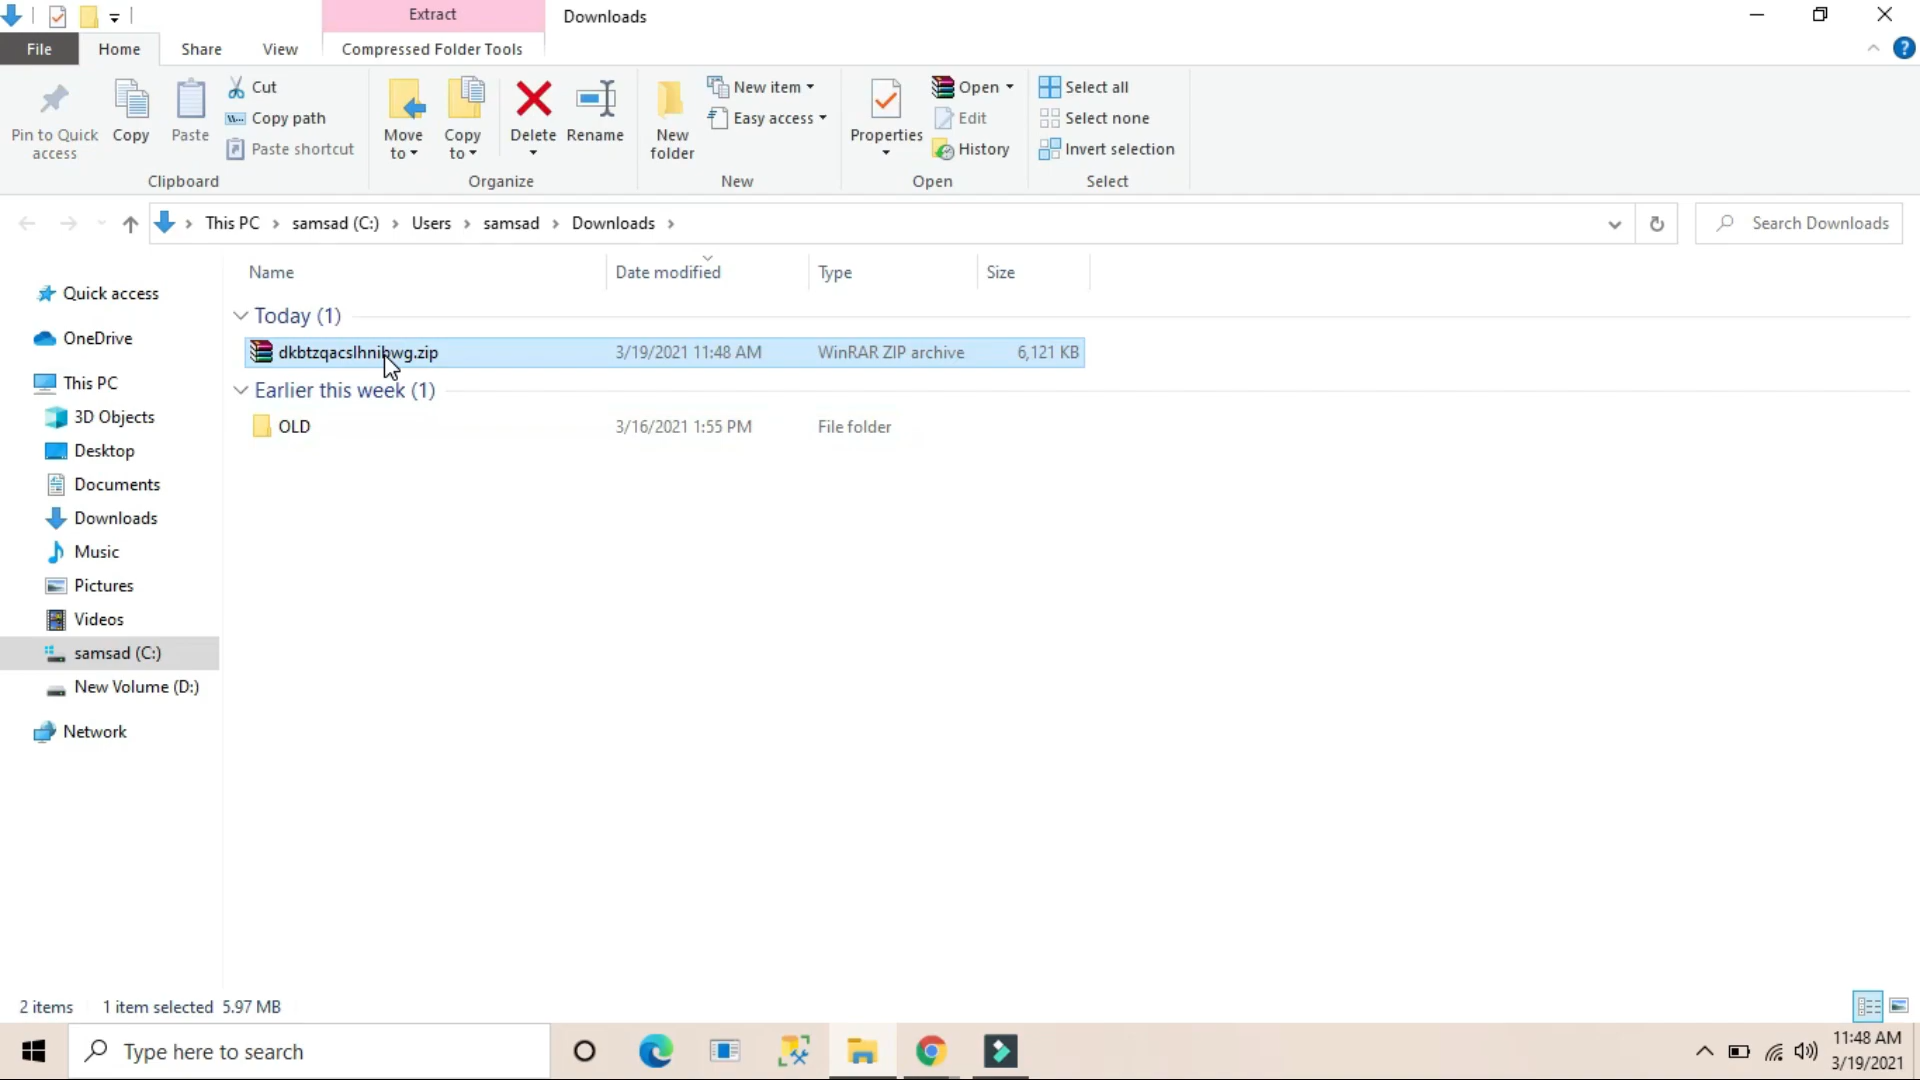 Extract
Downloads
File
Home
Share
View
Compressed Folder Tools
Pin to Quick
access
Copy
Paste
Cut
Copy path
Paste shortcut
Clipboard
Move
to
Copy
to
Delete
Rename
Organize
New
folder
New item
Easy access
New
Properties
Open
Edit
History
Open
Select all
Select none
Invert selection
Select
This PC
samsad (C:)
Users
samsad
Downloads
Search Downloads
Name
Date modified
Type
Size
Today (1)
dkbtzqacslhnibwg.zip
3/19/2021 11:48 AM
WinRAR ZIP archive
6,121 KB
Earlier this week (1)
OLD
3/16/2021 1:55 PM
File folder
Quick access
OneDrive
This PC
3D Objects
Desktop
Documents
Downloads
Music
Pictures
Videos
samsad (C:)
New Volume (D:)
Network
2 items
1 item selected 5.97 MB
Type here to search
11:48 AM
3/19/2021